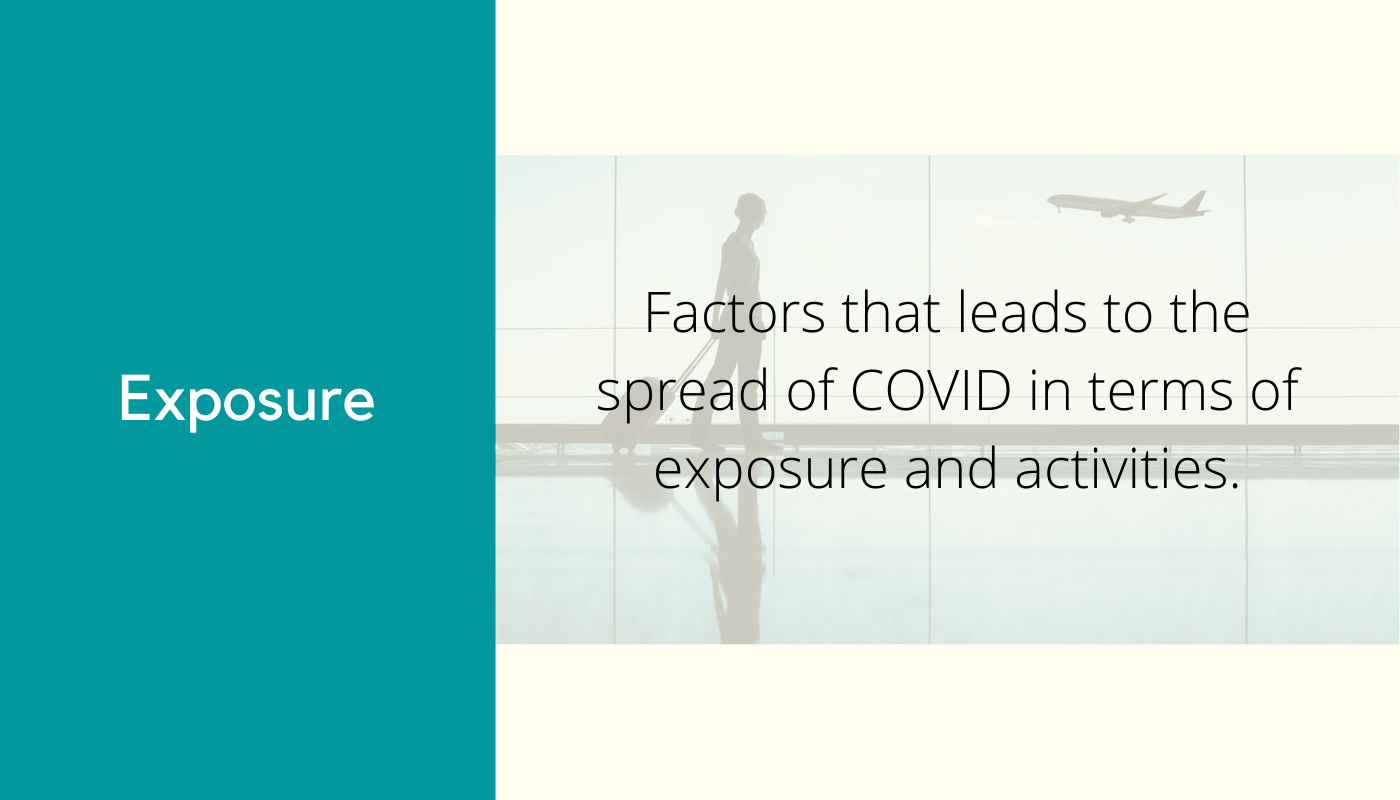 Exposure
Factors that leads to the
spread of COVID in terms of
exposure and activities.